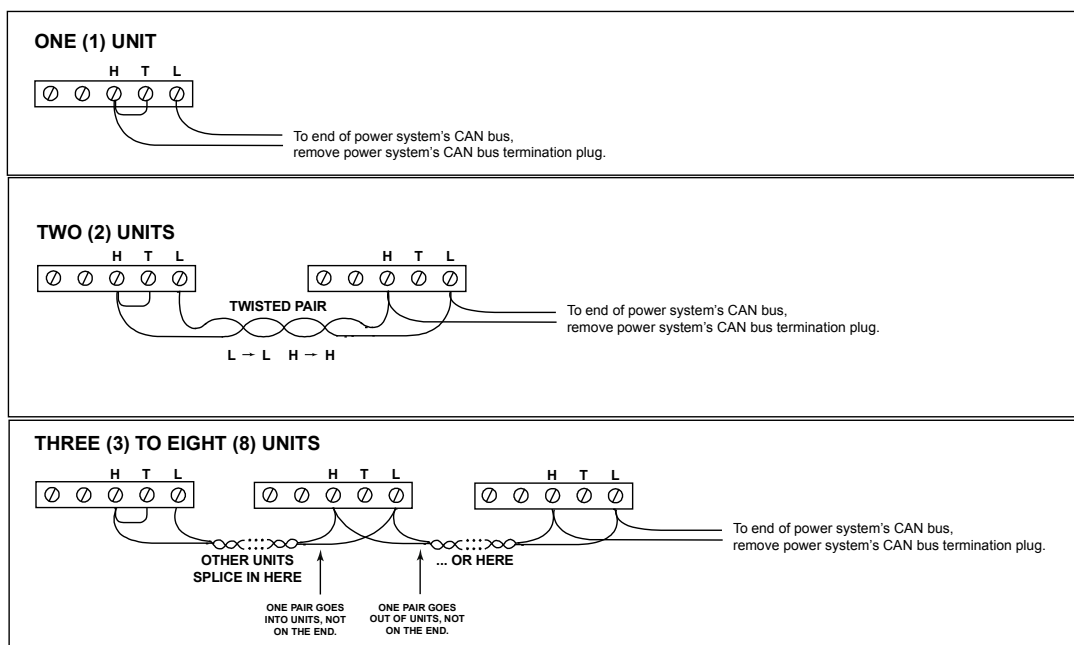 ONE (1) UNIT
H T L
To end of power system's CAN bus,
remove power system's CAN bus termination plug.
TWO (2) UNITS
H T L
H T L
TWISTED PAIR
L → L H → H
To end of power system's CAN bus,
remove power system's CAN bus termination plug.
THREE (3) TO EIGHT (8) UNITS
H T L
H T L
H T L
OTHER UNITS
SPLICE IN HERE
... OR HERE
To end of power system's CAN bus,
remove power system's CAN bus termination plug.
ONE PAIR GOES
INTO UNITS, NOT
ON THE END.
ONE PAIR GOES
OUT OF UNITS, NOT
ON THE END.